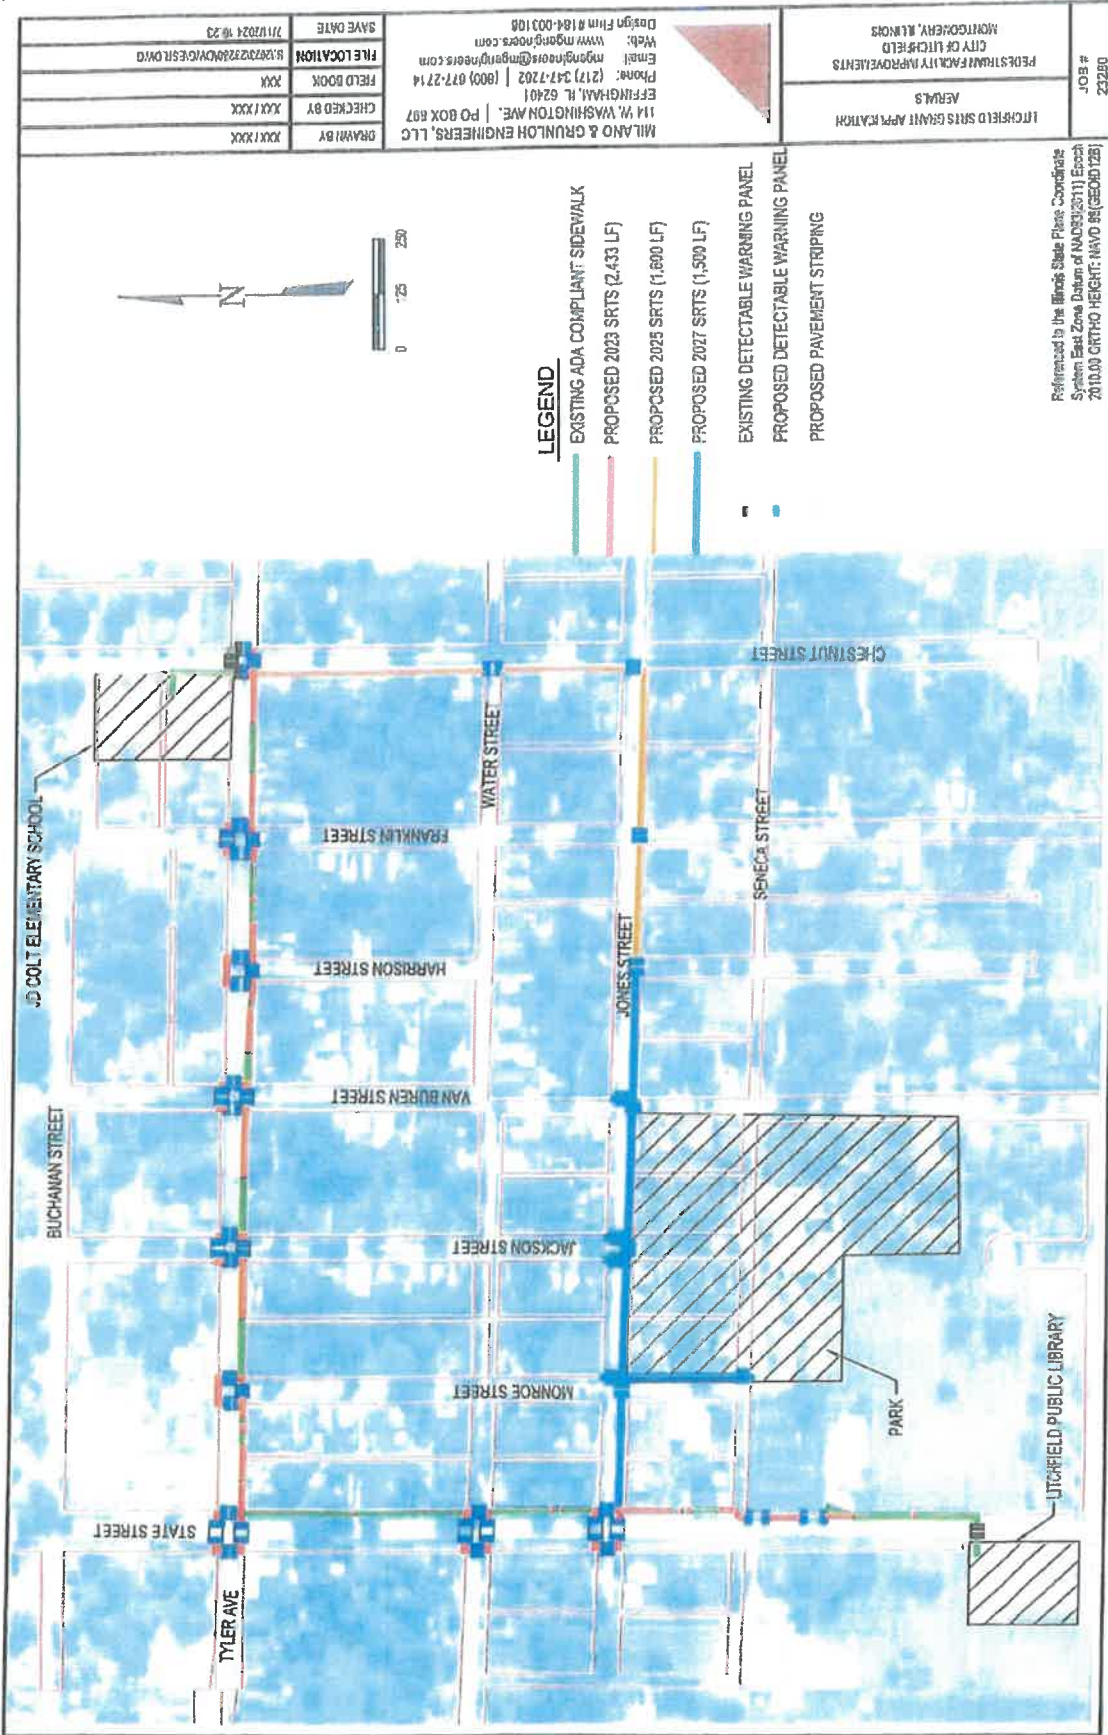 JD COLT ELEMENTARY SCHOOL
BUCHANAN STREET
FRANKLIN STREET
HARRISON STREET
VAN BUREN STREET
JACKSON STREET
MONROE STREET
STATE STREET
TYLER AVE
WATER STREET
JONES STREET
SENECA STREET
CHESTNUT STREET
PARK
LITCHFIELD PUBLIC LIBRARY
N
0 125 250
LEGEND
EXISTING ADA COMPLIANT SIDEWALK
PROPOSED 2023 SRTS (2,433 LF)
PROPOSED 2025 SRTS (1,600 LF)
PROPOSED 2027 SRTS (1,500 LF)
EXISTING DETECTABLE WARNING PANEL
PROPOSED DETECTABLE WARNING PANEL
PROPOSED PAVEMENT STRIPING
Referenced to the Illinois State Plane Coordinate
System East Zone Datum of NAD83(2011) Epoch
2010.00 ORTHO HEIGHT: NAVD 88(GEOID12B)
DRAWN BY XXX / XXX
CHECKED BY XXX / XXX
FIELD BOOK XXX
FILE LOCATION
SAVE DATE 7/11/2024 16:23
MILANO & GRUNLOH ENGINEERS, LLC
114 W. WASHINGTON AVE. | PO BOX 897
EFFINGHAM, IL 62401
Phone: (217) 347-7262 | (800) 677-2714
Email: mgengineers@mgengineers.com
Web: www.mgengineers.com
Design Firm #184-003108
LITCHFIELD SRTS GRANT APPLICATION
AERIALS
PEDESTRIAN FACILITY IMPROVEMENTS
CITY OF LITCHFIELD
MONTGOMERY, ILLINOIS
JOB #
23280